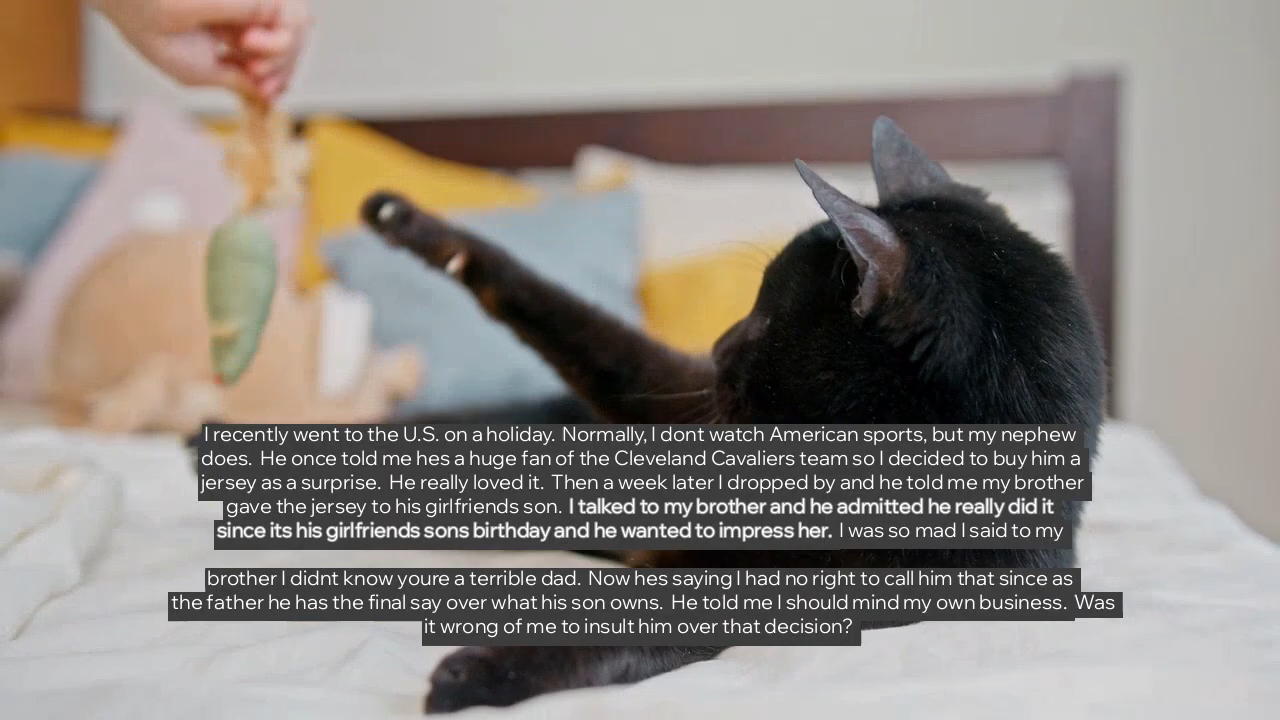 I recently went to the U.S. on a holiday. Normally, I dont watch American sports, but my nephew
does. He once told me hes a huge fan of the Cleveland Cavaliers team so I decided to buy him a
jersey as a surprise. He really loved it. Then a week later I dropped by and he told me my brother
gave the jersey to his girlfriends son. I talked to my brother and he admitted he really did it
since its his girlfriends sons birthday and he wanted to impress her. I was so mad I said to my
brother I didnt know youre a terrible dad. Now hes saying I had no right to call him that since as
the father he has the final say over what his son owns. He told me I should mind my own business. Was
it wrong of me to insult him over that decision?